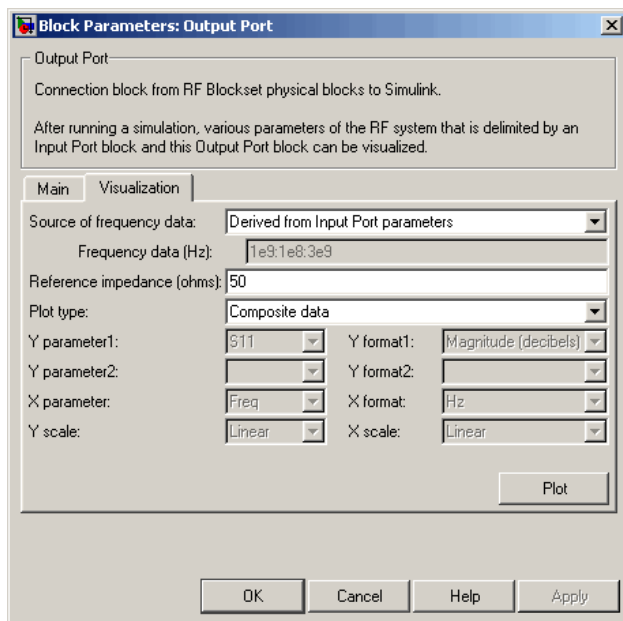 Block Parameters: Output Port
Output Port
Connection block from RF Blockset physical blocks to Simulink.
After running a simulation, various parameters of the RF system that is delimited by an
Input Port block and this Output Port block can be visualized.
Main Visualization
Source of frequency data: Derived from Input Port parameters
Frequency data (Hz): 1e9:1e8:3e9
Reference impedance (ohms): 50
Plot type: Composite data
Y parameter1: S11 Y format1: Magnitude (decibels)
Y parameter2: Y format2:
X parameter: Freq X format: Hz
Y scale: Linear X scale: Linear
Plot
OK Cancel Help Apply